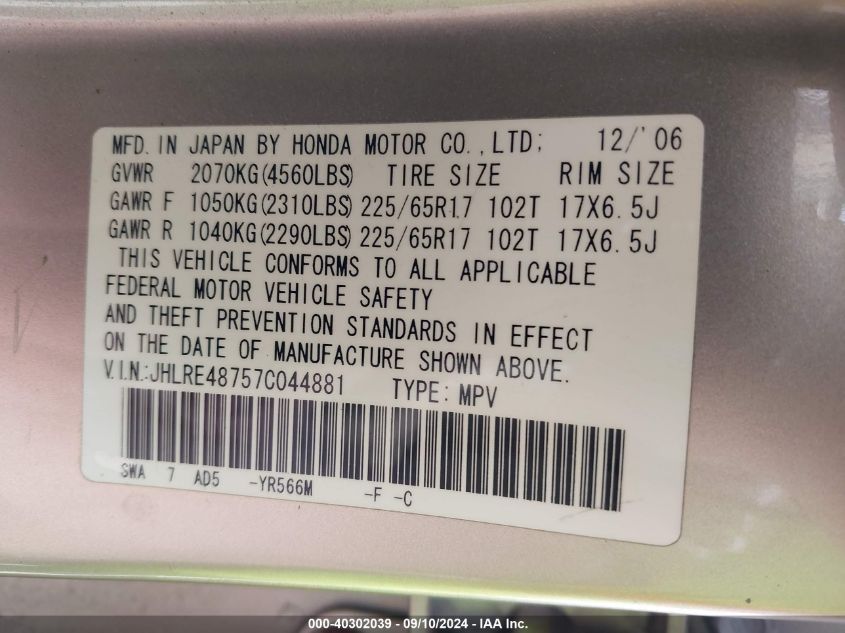 MFD. IN JAPAN BY HONDA MOTOR CO.,LTD; 12/'06
GVWR 2070KG(4560LBS) TIRE SIZE RIM SIZE
GAWR F 1050KG(2310LBS) 225/65R17 102T 17X6.5J
GAWR R 1040KG(2290LBS) 225/65R17 102T 17X6.5J
THIS VEHICLE CONFORMS TO ALL APPLICABLE
FEDERAL MOTOR VEHICLE SAFETY
AND THEFT PREVENTION STANDARDS IN EFFECT
ON THE DATE OF MANUFACTURE SHOWN ABOVE.
V.I.N.:JHLRE48757C044881 TYPE: MPV
SWA 7 AD5 -YR566M -F -C
000-40302039 - 09/10/2024 - IAA Inc.